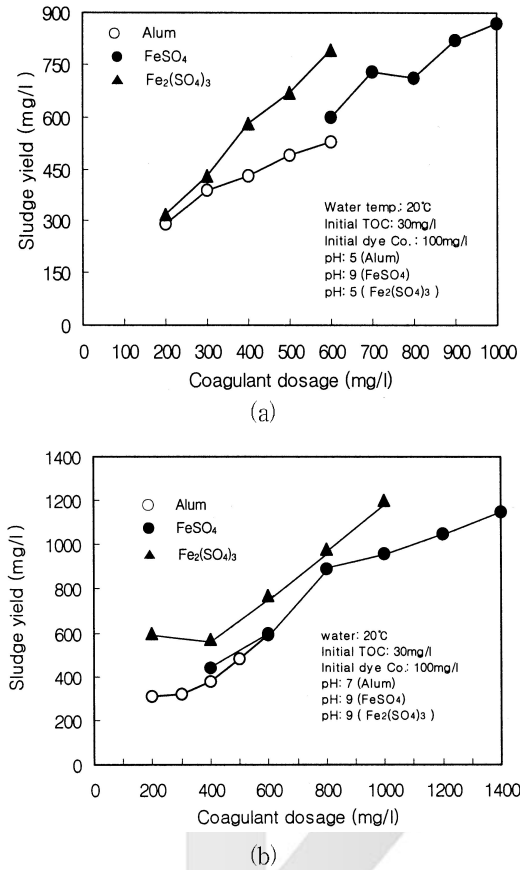 900
750
600
450
300
150
0
Sludge yield (mg/l)
Alum
FeSO₄
Fe₂(SO₄)₃
Water temp.: 20℃
Initial TOC: 30mg/l
Initial dye Co.: 100mg/l
pH: 5 (Alum)
pH: 9 (FeSO₄)
pH: 5 ( Fe₂(SO₄)₃ )
0 100 200 300 400 500 600 700 800 900 1000
Coagulant dosage (mg/l)
(a)
1400
1200
1000
800
600
400
200
0
Sludge yield (mg/l)
Alum
FeSO₄
Fe₂(SO₄)₃
water: 20℃
Initial TOC: 30mg/l
Initial dye Co.: 100mg/l
pH: 7 (Alum)
pH: 9 (FeSO₄)
pH: 9 ( Fe₂(SO₄)₃ )
0 200 400 600 800 1000 1200 1400
Coagulant dosage (mg/l)
(b)